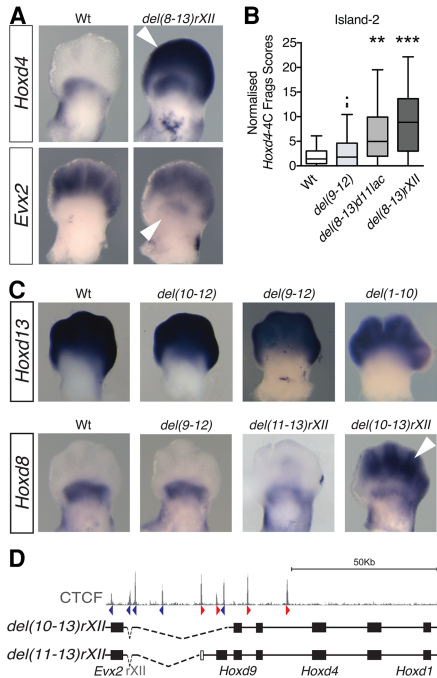 A
Wt
del(8-13)rXII
Hoxd4
Evx2
B
Island-2
Normalised
Hoxd4-4C Frags Scores
25
20
15
10
5
0
**
***
Wt
del(9-12)
del(8-13)d11lac
del(8-13)rXII
C
Wt
del(10-12)
del(9-12)
del(1-10)
Hoxd13
Wt
del(9-12)
del(11-13)rXII
del(10-13)rXII
Hoxd8
D
50Kb
CTCF
del(10-13)rXII
del(11-13)rXII
Evx2 rXII Hoxd9 Hoxd4 Hoxd1